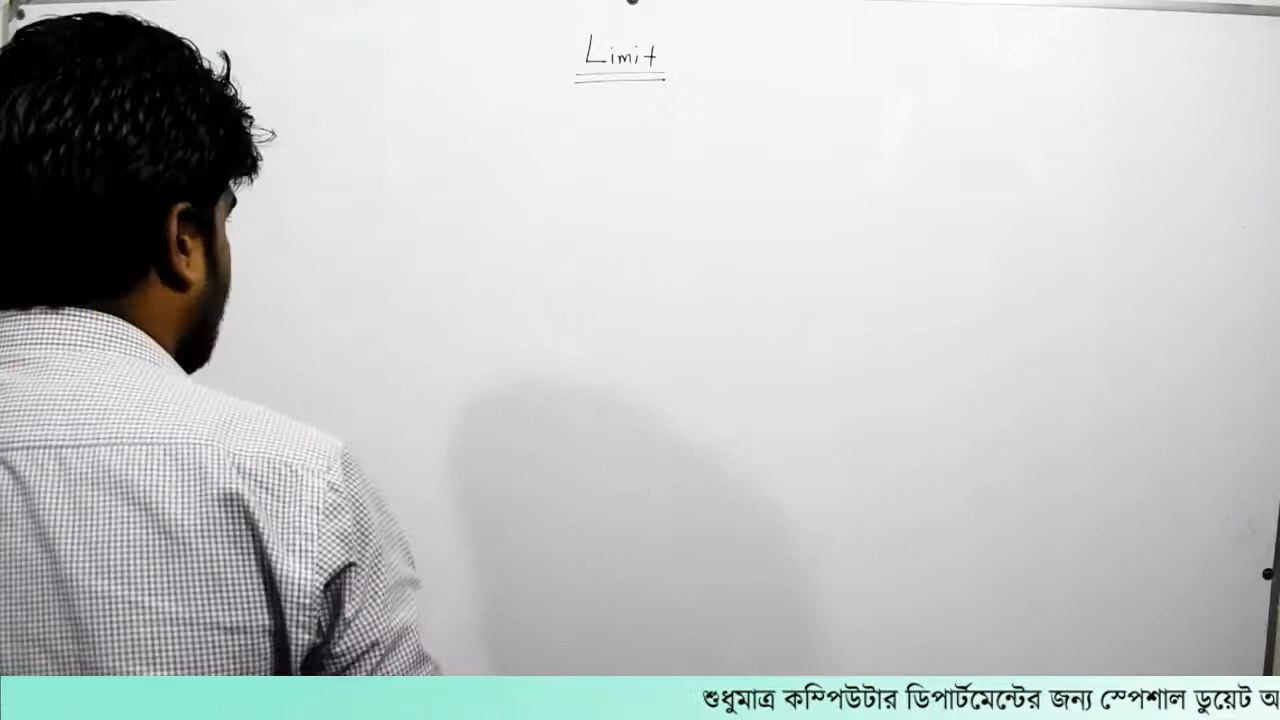 Limit
শুধুমাত্র কম্পিউটার ডিপার্টমেন্টের জন্য স্পেশাল ডুয়েট